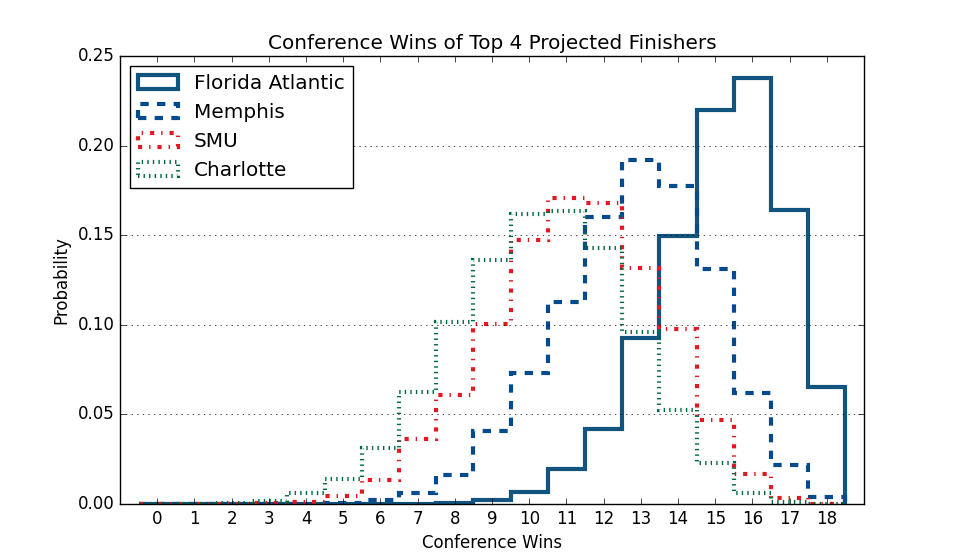 Conference Wins of Top 4 Projected Finishers
0.25
0.20
0.15
0.10
0.05
0.00
Probability
Florida Atlantic
Memphis
SMU
Charlotte
0 1 2 3 4 5 6 7 8 9 10 11 12 13 14 15 16 17 18
Conference Wins